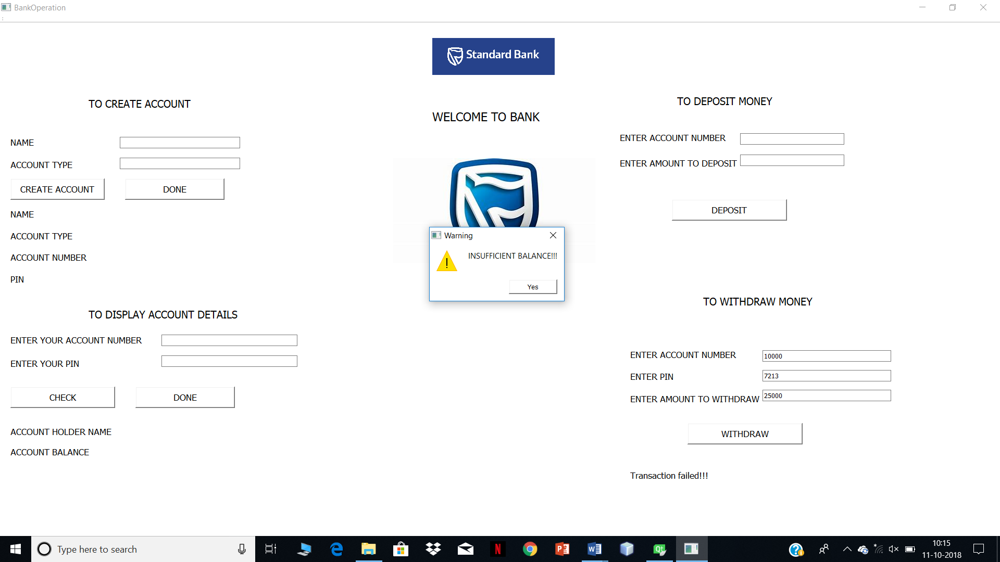 BankOperation
Standard Bank
WELCOME TO BANK
TO CREATE ACCOUNT
NAME
ACCOUNT TYPE
CREATE ACCOUNT DONE
NAME
ACCOUNT TYPE
ACCOUNT NUMBER
PIN
TO DISPLAY ACCOUNT DETAILS
ENTER YOUR ACCOUNT NUMBER
ENTER YOUR PIN
CHECK DONE
ACCOUNT HOLDER NAME
ACCOUNT BALANCE
Warning
INSUFFICIENT BALANCE!!!
Yes
TO DEPOSIT MONEY
ENTER ACCOUNT NUMBER
ENTER AMOUNT TO DEPOSIT
DEPOSIT
TO WITHDRAW MONEY
ENTER ACCOUNT NUMBER 10000
ENTER PIN 7213
ENTER AMOUNT TO WITHDRAW 25000
WITHDRAW
Transaction failed!!!
Type here to search
10:15
11-10-2018